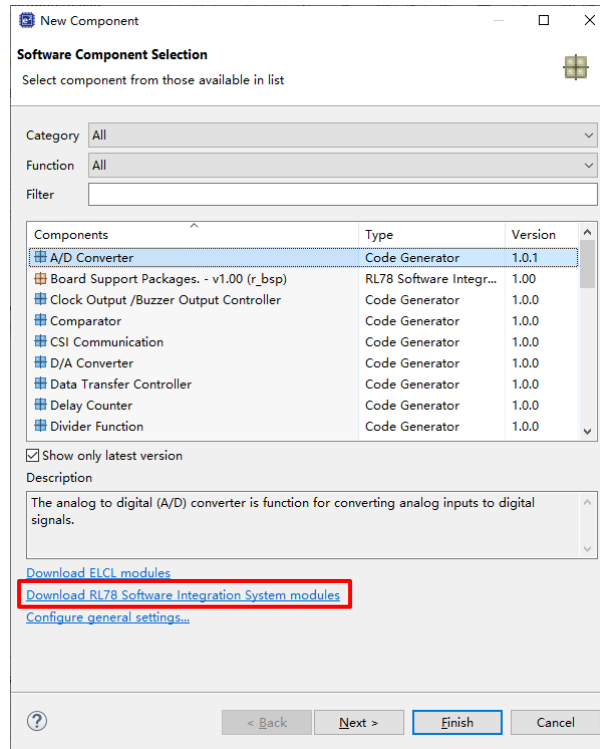 New Component
Software Component Selection
Select component from those available in list
Category All
Function All
Filter
Components Type Version
A/D Converter Code Generator 1.0.1
Board Support Packages. - v1.00 (r_bsp) RL78 Software Integr... 1.00
Clock Output /Buzzer Output Controller Code Generator 1.0.0
Comparator Code Generator 1.0.0
CSI Communication Code Generator 1.0.0
D/A Converter Code Generator 1.0.0
Data Transfer Controller Code Generator 1.0.0
Delay Counter Code Generator 1.0.0
Divider Function Code Generator 1.0.0
Show only latest version
Description
The analog to digital (A/D) converter is function for converting analog inputs to digital
signals.
Download ELCL modules
Download RL78 Software Integration System modules
Configure general settings...
? < Back Next > Finish Cancel